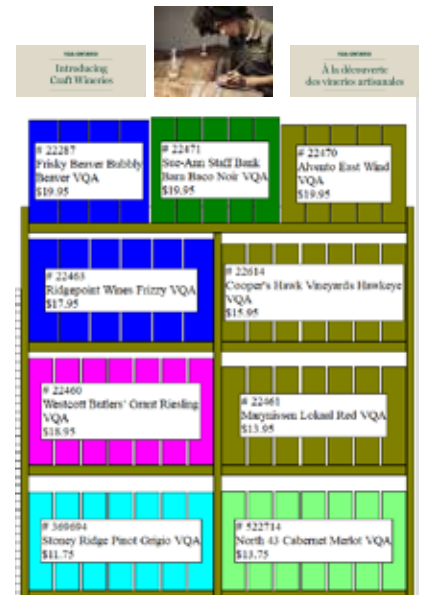 VQA ONTARIO
Introducing
Craft Wineries
VQA ONTARIO
À la découverte
des vineries artisanales
# 22287
Frisky Beaver Bubbly
Beaver VQA
$19.95
# 22471
Sue-Ann Staff Bank
Barn Baco Noir VQA
$19.95
# 22470
Alvento East Wind
VQA
$19.95
# 22463
Ridgepoint Wines Frizzy VQA
$17.95
# 22614
Cooper's Hawk Vineyards Hawkeye
VQA
$15.95
# 22460
Westcott Butlers' Grant Riesling
VQA
$18.95
# 22461
Marynissen Loknel Red VQA
$13.95
# 369694
Stoney Ridge Pinot Grigio VQA
$11.75
# 522714
North 43 Cabernet Merlot VQA
$13.75